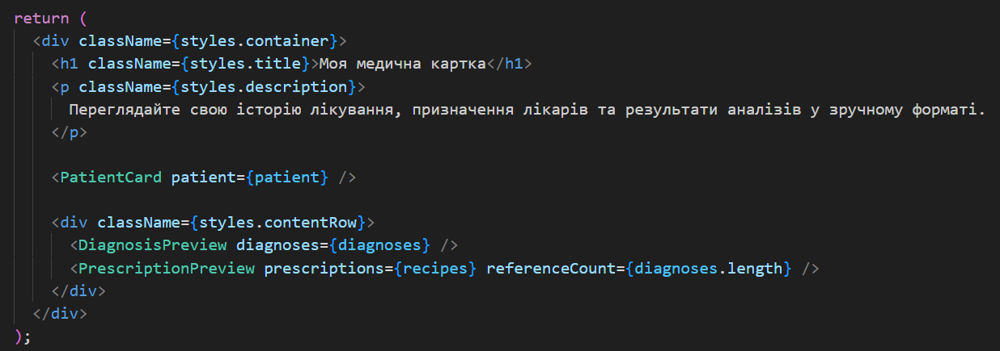 return (
<div className={styles.container}>
<h1 className={styles.title}>Моя медична картка</h1>
<p className={styles.description}>
Переглядайте свою історію лікування, призначення лікарів та результати аналізів у зручному форматі.
</p>
<PatientCard patient={patient} />
<div className={styles.contentRow}>
<DiagnosisPreview diagnoses={diagnoses} />
<PrescriptionPreview prescriptions={recipes} referenceCount={diagnoses.length} />
</div>
</div>
);